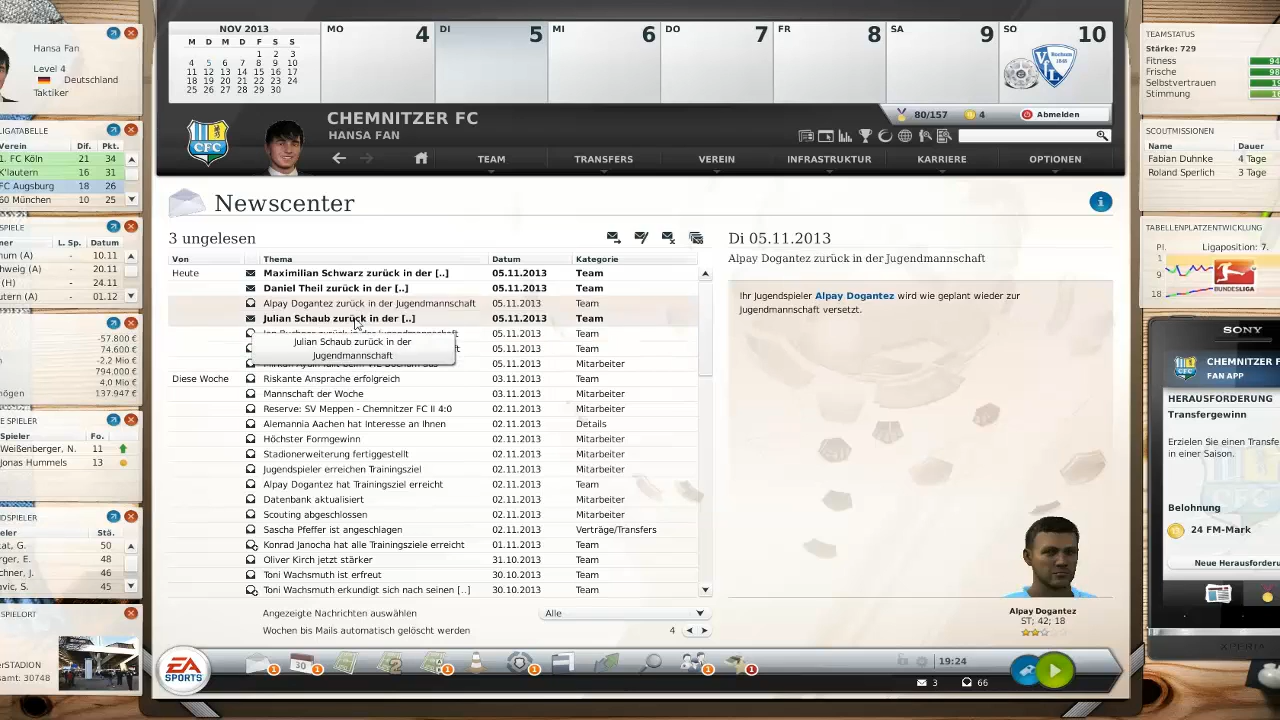 NOV 2013
M D M D F S S
1 2 3
4 5 6 7 8 9 10
11 12 13 14 15 16 17
18 19 20 21 22 23 24
25 26 27 28 29 30
MO 4
DI 5
MI 6
DO 7
FR 8
SA 9
SO 10
CHEMNITZER FC
HANSA FAN
80/157
4
Abmelden
TEAM TRANSFERS VEREIN INFRASTRUKTUR KARRIERE OPTIONEN
Hansa Fan
Level 4
Deutschland
Taktiker
LIGATABELLE
Verein Dif. Pkt.
1. FC Köln 21 34
K'lautern 16 31
FC Augsburg 18 26
60 München 10 25
SPIELE
L. Sp. Datum
(A) - 10.11
(A) - 20.11
(H) - 24.11
(A) - 01.12
-57.800 €
74.600 €
-2.2 Mio €
794.000 €
4,0 Mio €
137.947 €
SPIELER
Spieler Fo.
Weißenberger, N. 11
Jonas Hummels 13
Stä.
50
48
46
45
SPIELORT
30748
Newscenter
3 ungelesen
Von Thema Datum Kategorie
Heute Maximilian Schwarz zurück in der [..] 05.11.2013 Team
Daniel Theil zurück in der [..] 05.11.2013 Team
Alpay Dogantez zurück in der Jugendmannschaft 05.11.2013 Team
Julian Schaub zurück in der [..] 05.11.2013 Team
05.11.2013 Team
05.11.2013 Team
05.11.2013 Mitarbeiter
Julian Schaub zurück in der
Jugendmannschaft
Diese Woche Riskante Ansprache erfolgreich 03.11.2013 Team
Mannschaft der Woche 03.11.2013 Mitarbeiter
Reserve: SV Meppen - Chemnitzer FC II 4:0 02.11.2013 Mitarbeiter
Alemannia Aachen hat Interesse an Ihnen 02.11.2013 Details
Höchster Formgewinn 02.11.2013 Mitarbeiter
Stadionerweiterung fertiggestellt 02.11.2013 Mitarbeiter
Jugendspieler erreichen Trainingsziel 02.11.2013 Mitarbeiter
Alpay Dogantez hat Trainingsziel erreicht 02.11.2013 Team
Datenbank aktualisiert 02.11.2013 Mitarbeiter
Scouting abgeschlossen 02.11.2013 Mitarbeiter
Sascha Pfeffer ist angeschlagen 02.11.2013 Verträge/Transfers
Konrad Janocha hat alle Trainingsziele erreicht 01.11.2013 Team
Oliver Kirch jetzt stärker 31.10.2013 Team
Toni Wachsmuth ist erfreut 30.10.2013 Team
Toni Wachsmuth erkundigt sich nach seinen [..] 30.10.2013 Team
Angezeigte Nachrichten auswählen Alle
Wochen bis Mails automatisch gelöscht werden 4
Di 05.11.2013
Alpay Dogantez zurück in der Jugendmannschaft
Ihr Jugendspieler Alpay Dogantez wird wie geplant wieder zur
Jugendmannschaft versetzt.
Alpay Dogantez
ST; 42; 18
EA
SPORTS
19:24
3 66
TEAMSTATUS
Stärke: 729
Fitness
Frische
Selbstvertrauen
Stimmung
SCOUTMISSIONEN
Name Dauer
Fabian Duhnke 4 Tage
Roland Sperlich 3 Tage
TABELLENPLATZENTWICKLUNG
Pl. Ligaposition: 7.
1
9
18
BUNDESLIGA
SONY
CHEMNITZER F
FAN APP
HERAUSFORDERUNG
Transfergewinn
Erzielen Sie einen Transfe
in einer Saison.
Belohnung
24 FM-Mark
Neue Herausforderu
XPERIA